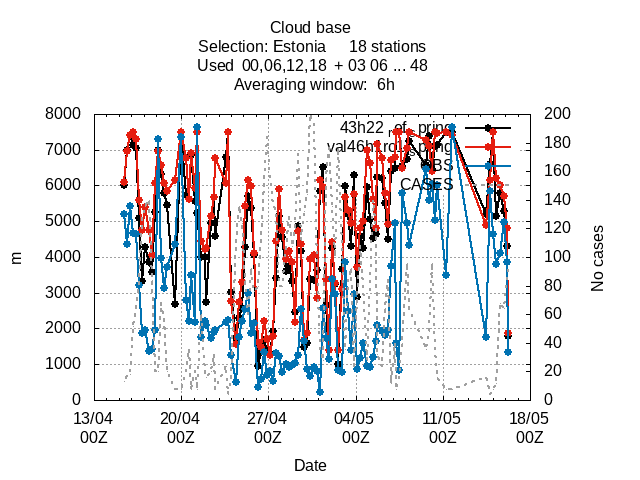 Cloud base
Selection: Estonia 18 stations
Used 00,06,12,18 + 03 06 ... 48
Averaging window: 6h
8000
7000
6000
5000
4000
3000
2000
1000
0
m
200
180
160
140
120
100
80
60
40
20
0
No cases
43h22
OBS
CASES
13/04
00Z
20/04
00Z
27/04
00Z
04/05
00Z
11/05
00Z
18/05
00Z
Date